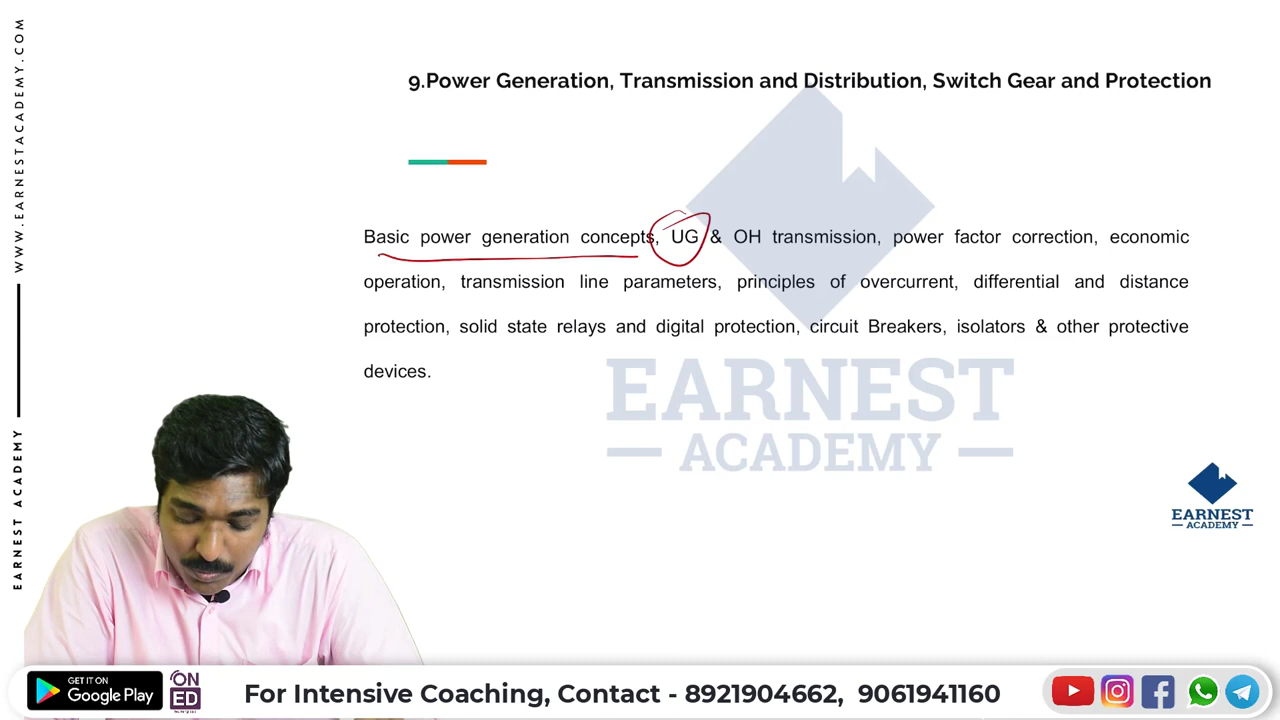 WWW.EARNESTACADEMY.COM
EARNEST ACADEMY
9.Power Generation, Transmission and Distribution, Switch Gear and Protection
Basic power generation concepts, UG & OH transmission, power factor correction, economic
operation, transmission line parameters, principles of overcurrent, differential and distance
protection, solid state relays and digital protection, circuit Breakers, isolators & other protective
devices.
EARNEST
ACADEMY
EARNEST
ACADEMY
GET IT ON
Google Play
ON
ED
For Intensive Coaching, Contact - 8921904662, 9061941160